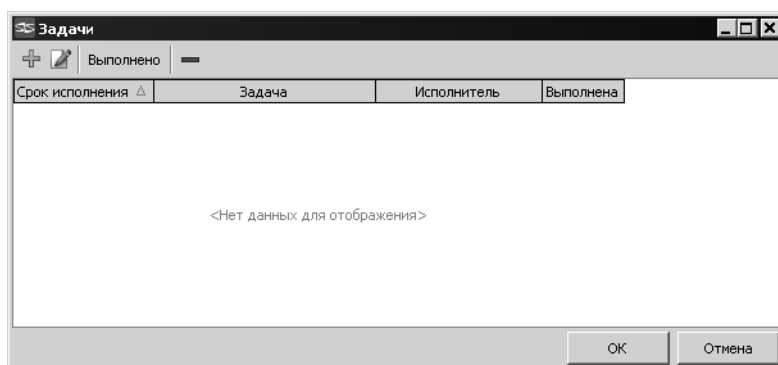 Задачи
Выполнено
Срок исполнения Задача Исполнитель Выполнена
<Нет данных для отображения>
ОК Отмена